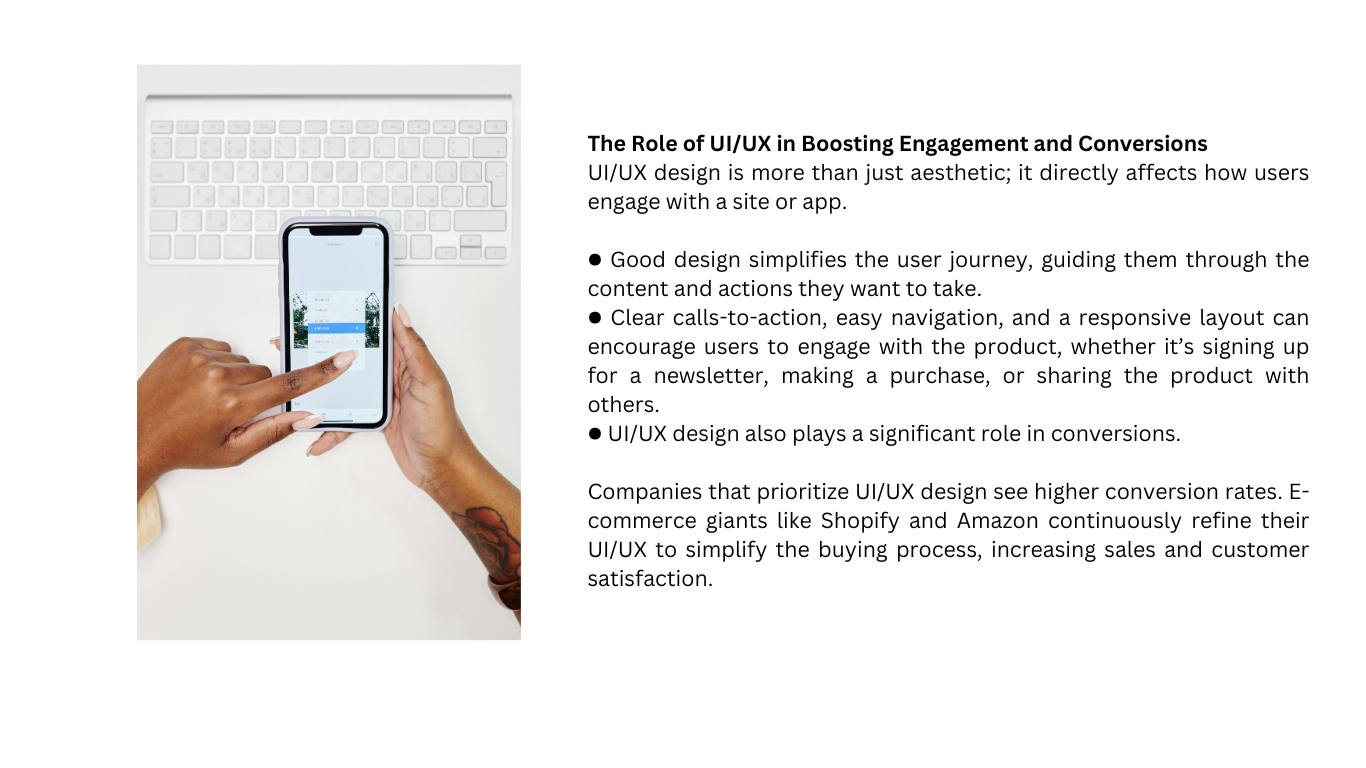 The Role of UI/UX in Boosting Engagement and Conversions
UI/UX design is more than just aesthetic; it directly affects how users
engage with a site or app.
● Good design simplifies the user journey, guiding them through the
content and actions they want to take.
● Clear calls-to-action, easy navigation, and a responsive layout can
encourage users to engage with the product, whether it’s signing up
for a newsletter, making a purchase, or sharing the product with
others.
● UI/UX design also plays a significant role in conversions.
Companies that prioritize UI/UX design see higher conversion rates. E-
commerce giants like Shopify and Amazon continuously refine their
UI/UX to simplify the buying process, increasing sales and customer
satisfaction.